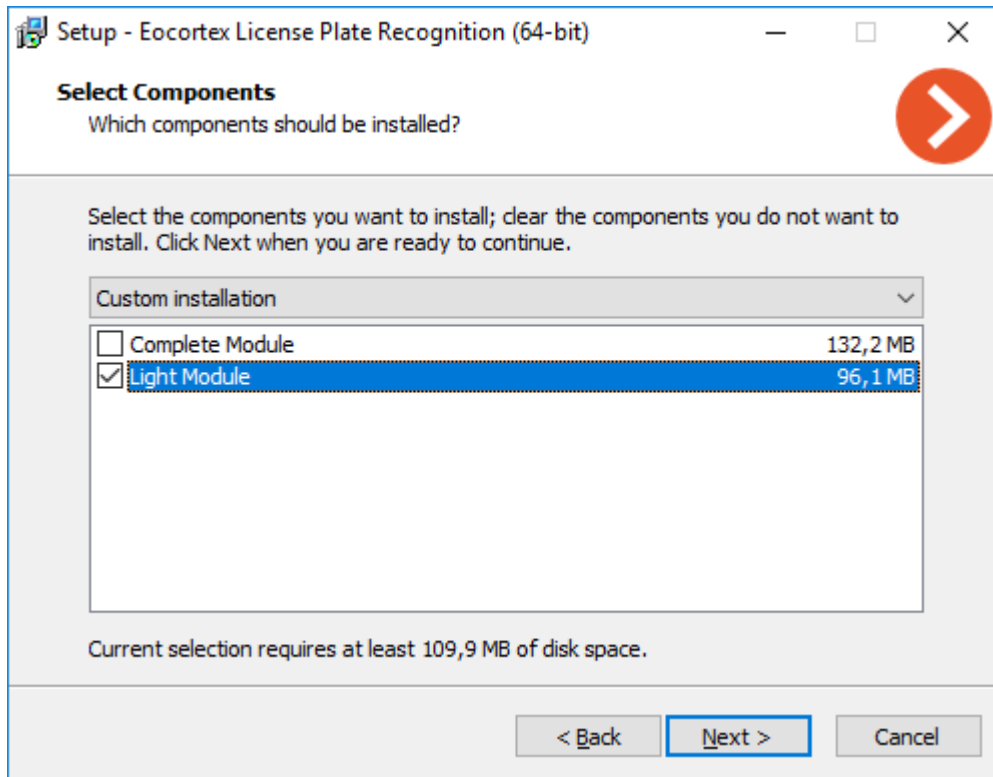 Setup - Eocortex License Plate Recognition (64-bit)
Select Components
Which components should be installed?
Select the components you want to install; clear the components you do not want to
install. Click Next when you are ready to continue.
Custom installation
Complete Module 132,2 MB
Light Module 96,1 MB
Current selection requires at least 109,9 MB of disk space.
< Back Next > Cancel